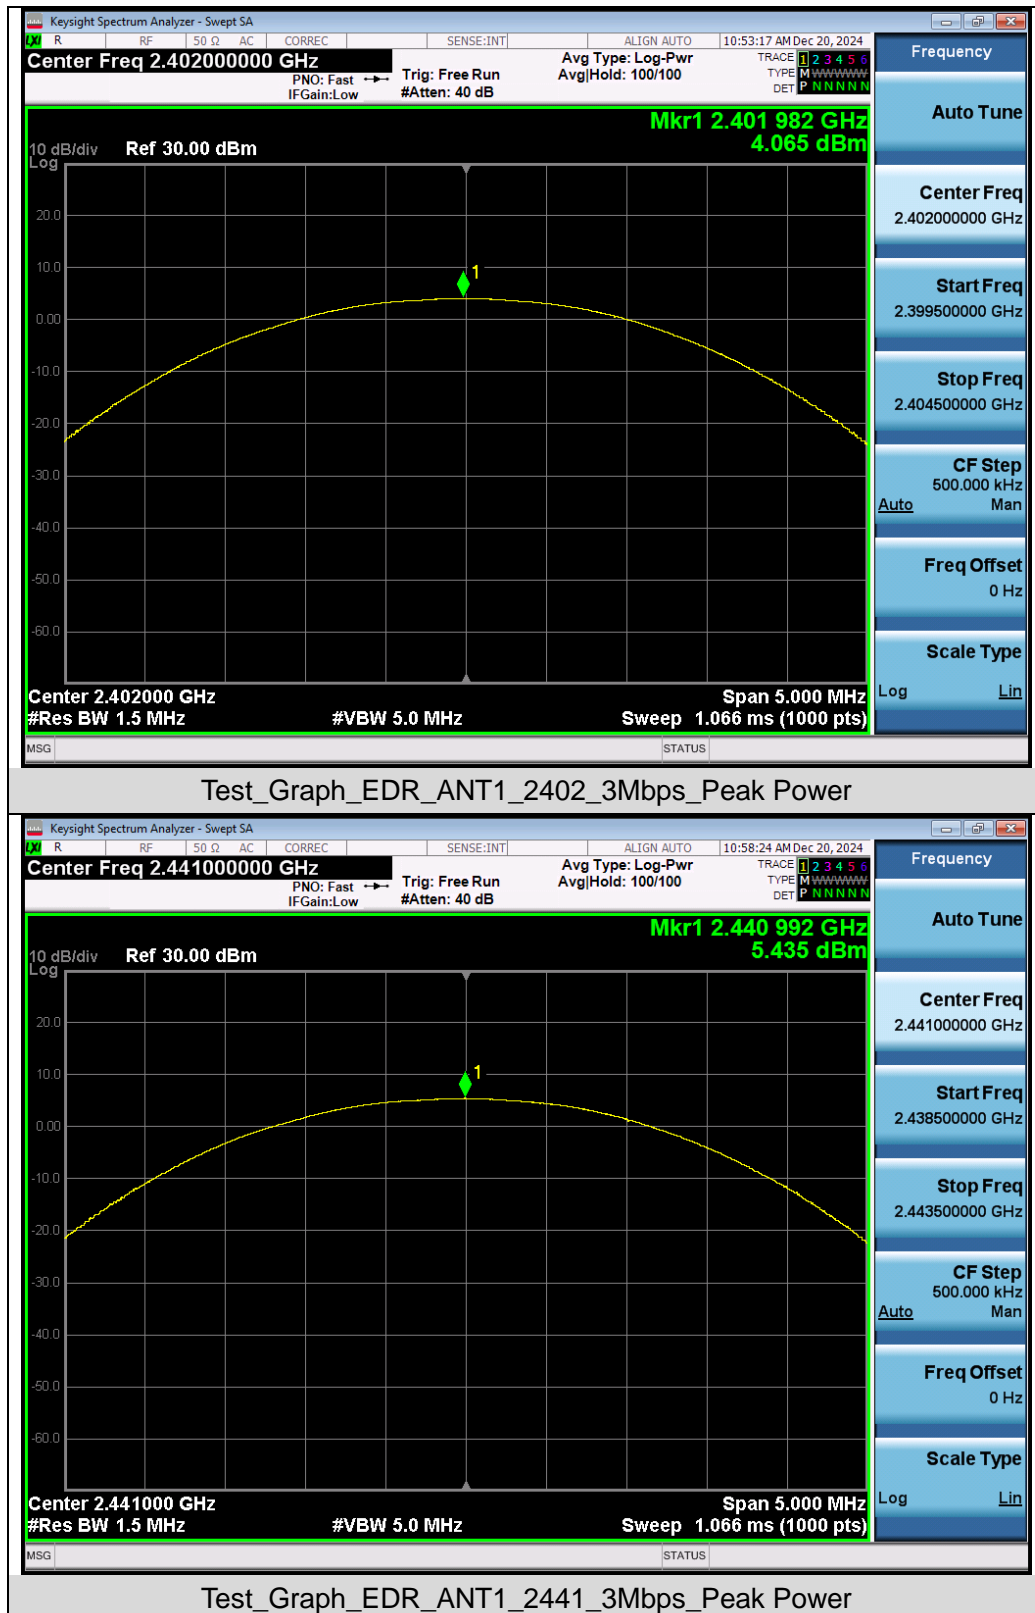 Keysight Spectrum Analyzer - Swept SA
LXI R RF 50 Ω AC CORREC SENSE:INT ALIGN AUTO 10:53:17 AM Dec 20, 2024
Center Freq 2.402000000 GHz
PNO: Fast
IFGain:Low
Trig: Free Run
#Atten: 40 dB
Avg Type: Log-Pwr
Avg|Hold: 100/100
TRACE 1 2 3 4 5 6
TYPE M W W W W W
DET P N N N N N
Mkr1 2.401 982 GHz
4.065 dBm
10 dB/div Ref 30.00 dBm
Log
20.0
10.0
1
0.00
-10.0
-20.0
-30.0
-40.0
-50.0
-60.0
Center 2.402000 GHz Span 5.000 MHz
#Res BW 1.5 MHz #VBW 5.0 MHz Sweep 1.066 ms (1000 pts)
MSG STATUS
Frequency
Auto Tune
Center Freq
2.402000000 GHz
Start Freq
2.399500000 GHz
Stop Freq
2.404500000 GHz
CF Step
500.000 kHz
Auto Man
Freq Offset
0 Hz
Scale Type
Log Lin
Test_Graph_EDR_ANT1_2402_3Mbps_Peak Power
Keysight Spectrum Analyzer - Swept SA
LXI R RF 50 Ω AC CORREC SENSE:INT ALIGN AUTO 10:58:24 AM Dec 20, 2024
Center Freq 2.441000000 GHz
PNO: Fast
IFGain:Low
Trig: Free Run
#Atten: 40 dB
Avg Type: Log-Pwr
Avg|Hold: 100/100
TRACE 1 2 3 4 5 6
TYPE M W W W W W
DET P N N N N N
Mkr1 2.440 992 GHz
5.435 dBm
10 dB/div Ref 30.00 dBm
Log
20.0
10.0
1
0.00
-10.0
-20.0
-30.0
-40.0
-50.0
-60.0
Center 2.441000 GHz Span 5.000 MHz
#Res BW 1.5 MHz #VBW 5.0 MHz Sweep 1.066 ms (1000 pts)
MSG STATUS
Frequency
Auto Tune
Center Freq
2.441000000 GHz
Start Freq
2.438500000 GHz
Stop Freq
2.443500000 GHz
CF Step
500.000 kHz
Auto Man
Freq Offset
0 Hz
Scale Type
Log Lin
Test_Graph_EDR_ANT1_2441_3Mbps_Peak Power